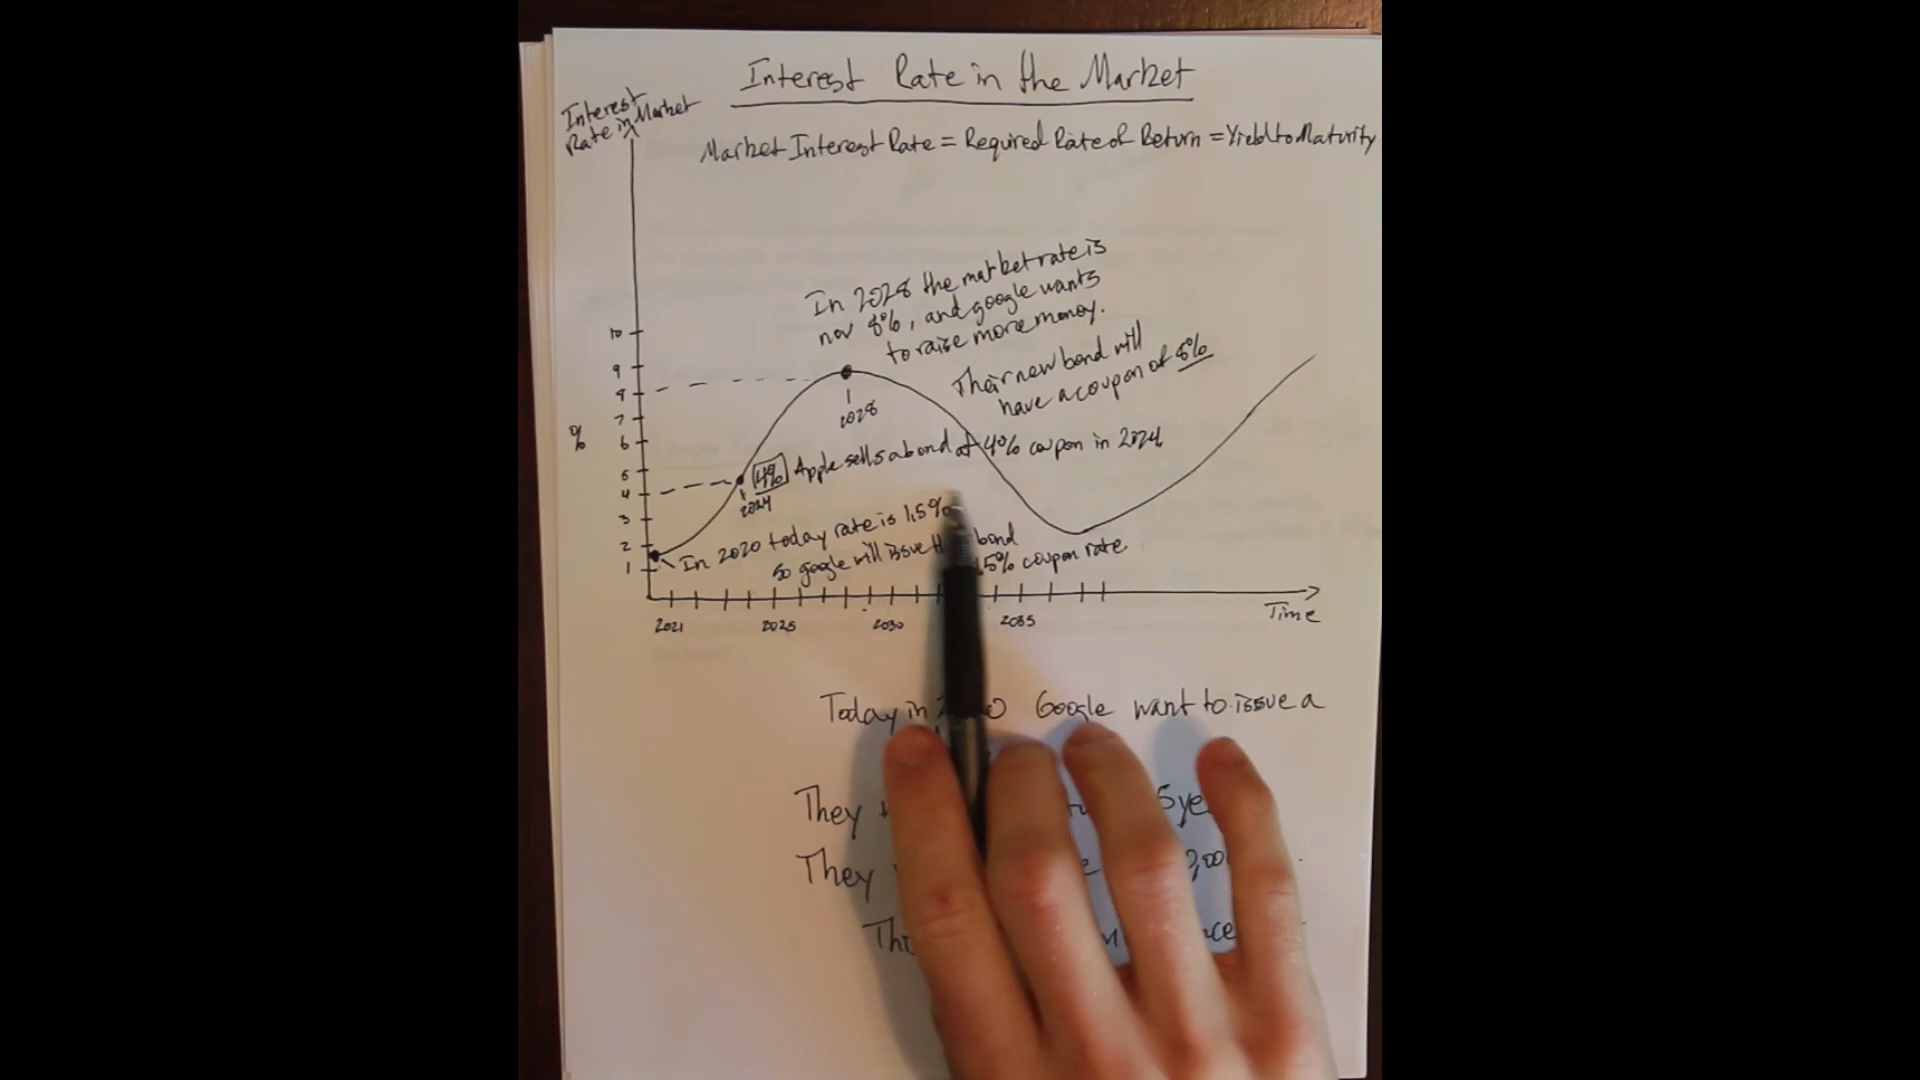 Interest Rate in the Market
Interest
Rate in Market
Market Interest Rate = Required Rate of Return = Yield to Maturity
In 2028 the market rate is
now 8%, and google wants
to raise more money.
Their new bond will
have a coupon of 8%
10
9
8
7
6
5
4
3
2
1
%
2028
4% Apple sells a bond at 4% coupon in 2024
2024
In 2020 today rate is 1.5%
so google will issue bond
5% coupon rate
2021
2025
2030
2035
Time
Today in Google want to issue a
They 5 ye
They